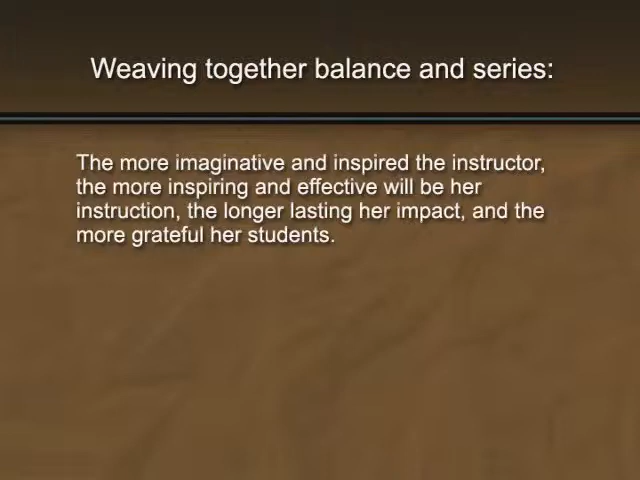 Weaving together balance and series:
The more imaginative and inspired the instructor,
the more inspiring and effective will be her
instruction, the longer lasting her impact, and the
more grateful her students.